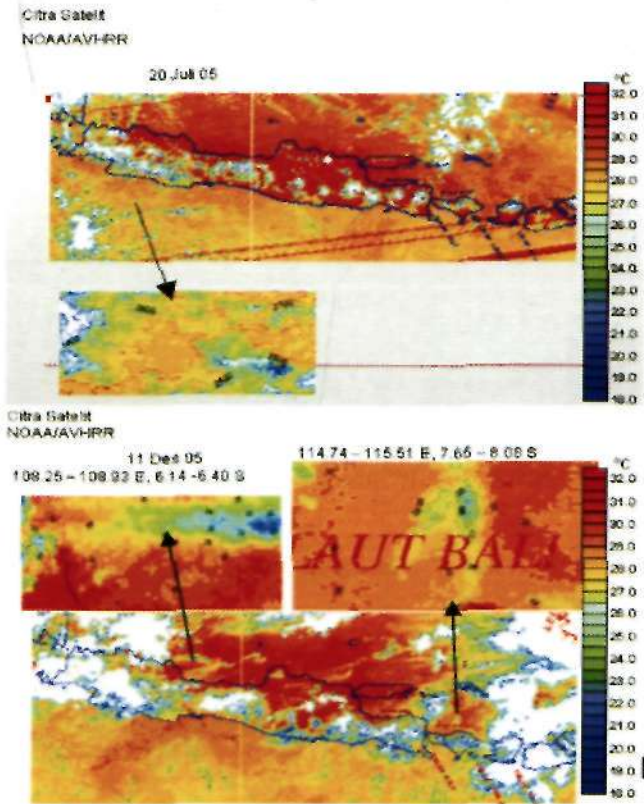 Citra Satelit
NOAA/AVHRR
20 Juli 05
°C
32.0
31.0
30.0
29.0
28.0
27.0
26.0
25.0
24.0
23.0
22.0
21.0
20.0
19.0
18.0
Citra Satelit
NOAA/AVHRR
11 Des 05
108.25 – 108.93 E, 6.14 -6.40 S
114.74 – 115.51 E, 7.65 – 8.08 S
LAUT BALI
°C
32.0
31.0
30.0
29.0
28.0
27.0
26.0
25.0
24.0
23.0
22.0
21.0
20.0
19.0
18.0